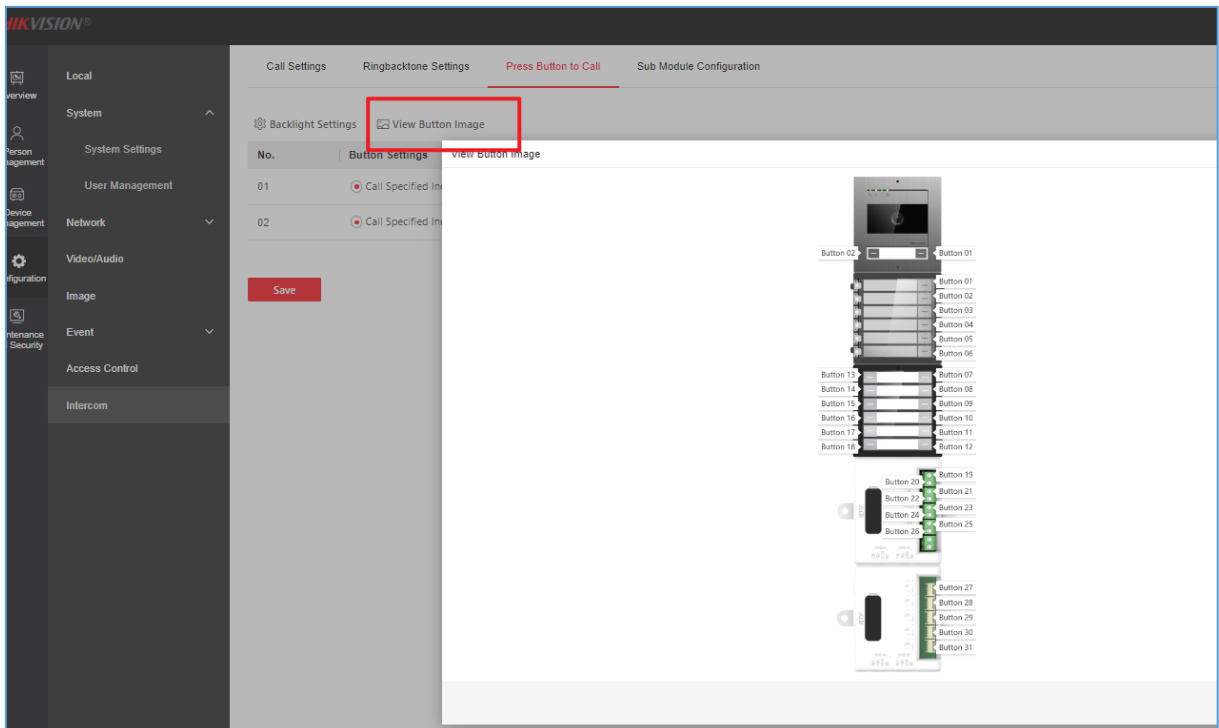 HIKVISION®
verview
Person
nagement
Device
nagement
nfiguration
ntenance
Security
Local
System
System Settings
User Management
Network
Video/Audio
Image
Event
Access Control
Intercom
Call Settings Ringbacktone Settings Press Button to Call Sub Module Configuration
Backlight Settings View Button Image
No. Button Settings
01 Call Specified In
02 Call Specified In
Save
View Button Image
Button 02 Button 01
Button 01
Button 02
Button 03
Button 04
Button 05
Button 06
Button 13 Button 07
Button 14 Button 08
Button 15 Button 09
Button 16 Button 10
Button 17 Button 11
Button 18 Button 12
Button 19
Button 20
Button 21
Button 22
Button 23
Button 24
Button 25
Button 26
Button 27
Button 28
Button 29
Button 30
Button 31